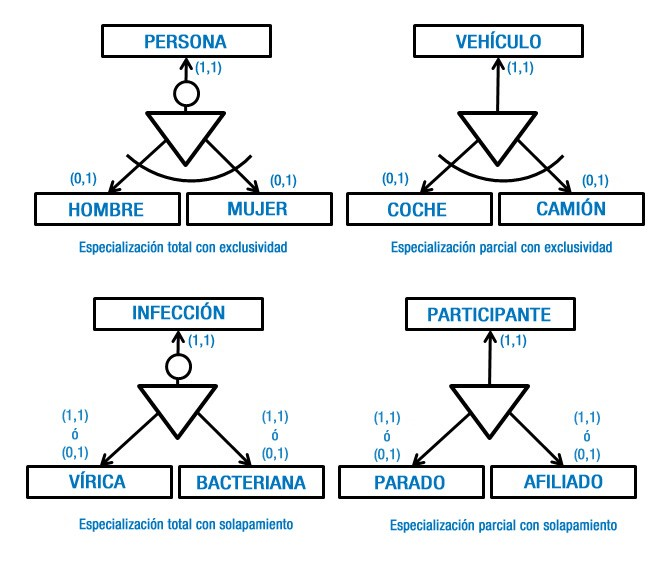 PERSONA
(1,1)
(0,1)
(0,1)
HOMBRE
MUJER
Especialización total con exclusividad
VEHÍCULO
(1,1)
(0,1)
(0,1)
COCHE
CAMIÓN
Especialización parcial con exclusividad
INFECCIÓN
(1,1)
(1,1)
ó
(0,1)
(1,1)
ó
(0,1)
VÍRICA
BACTERIANA
Especialización total con solapamiento
PARTICIPANTE
(1,1)
(1,1)
ó
(0,1)
(1,1)
ó
(0,1)
PARADO
AFILIADO
Especialización parcial con solapamiento